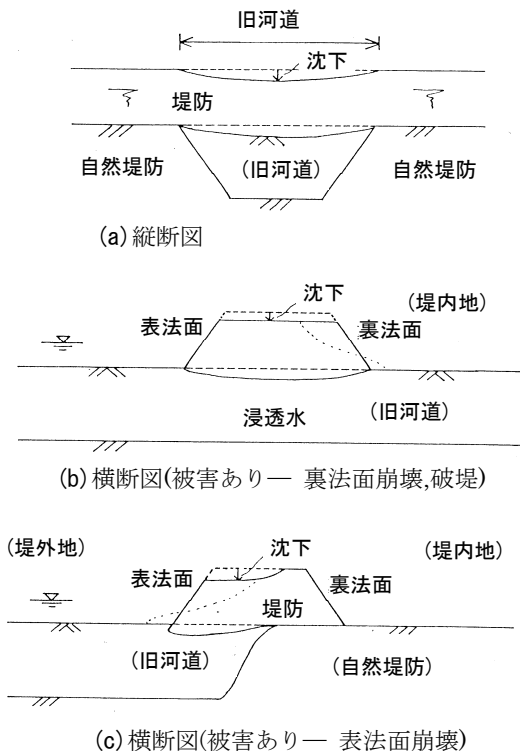 旧河道
沈下
堤防
自然堤防
(旧河道)
自然堤防
(a)縦断図
沈下
(堤内地)
表法面
裏法面
(旧河道)
浸透水
(b)横断図(被害あり― 裏法面崩壊,破堤)
(堤外地)
沈下
(堤内地)
表法面
裏法面
堤防
(旧河道)
(自然堤防)
(c)横断図(被害あり― 表法面崩壊)